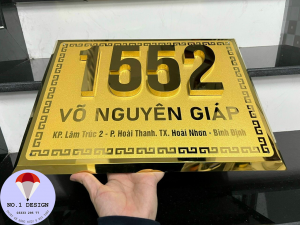 1552
VÕ NGUYÊN GIÁP
KP. Lâm Trúc 2 - P. Hoài Thanh. TX. Hoài Nhơn - Bình Định
NO.1 DESIGN